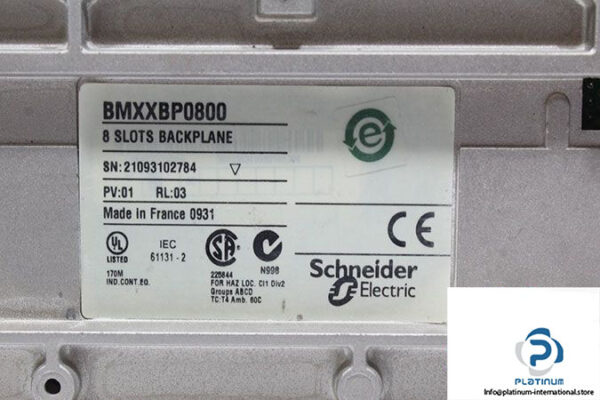 BMXXBP0800
8 SLOTS BACKPLANE
SN:21093102784
PV:01 RL:03
Made in France 0931
UL
LISTED
170M
IND.CONT.EQ.
IEC
61131-2
SA
225844
FOR HAZ LOC. Cl1 Div2
Groups ABCD
TC:T4 Amb. 60C
N998
e
CE
Schneider
Electric
P
PLATINUM
Info@platinum-international.store